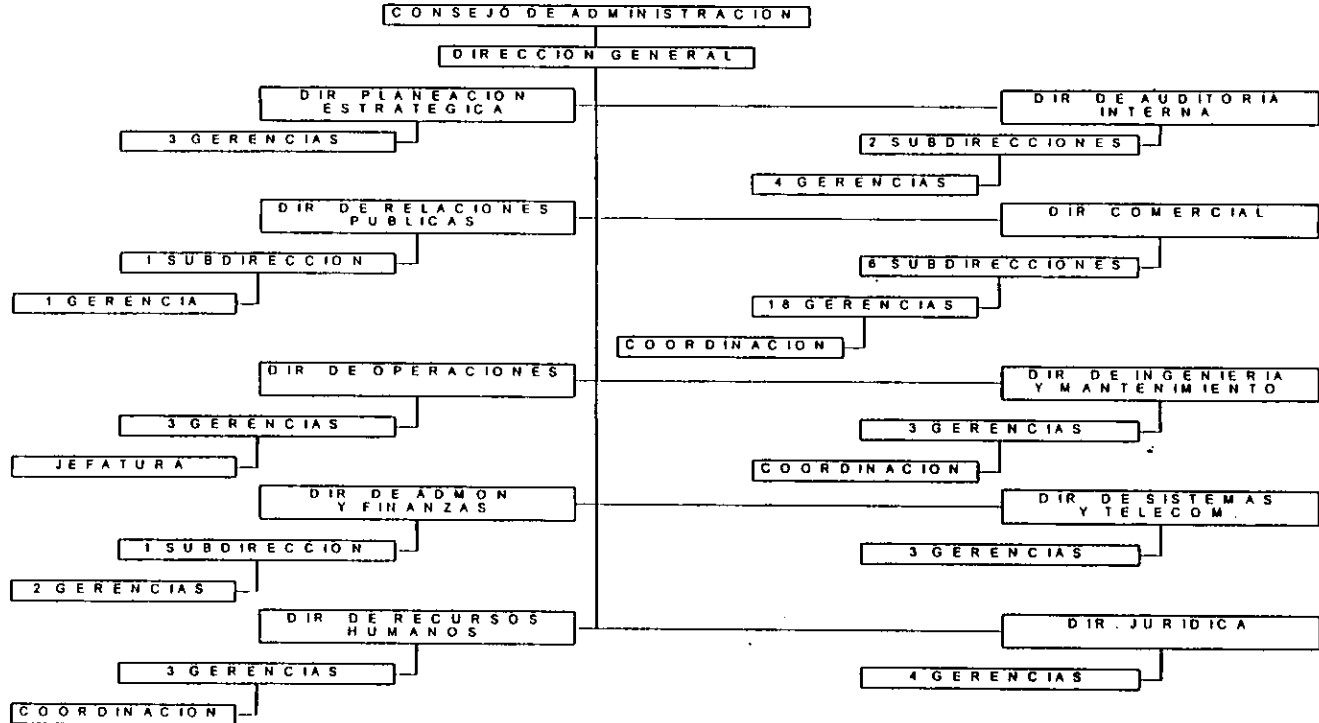 CONSEJO DE ADMINISTRACION
DIRECCION GENERAL
DIR PLANEACION
ESTRATEGICA
DIR DE AUDITORIA
INTERNA
3 GERENCIAS
2 SUBDIRECCIONES
4 GERENCIAS
DIR DE RELACIONES
PUBLICAS
DIR COMERCIAL
1 SUBDIRECCION
6 SUBDIRECCIONES
1 GERENCIA
18 GERENCIAS
COORDINACION
DIR DE OPERACIONES
DIR DE INGENIERIA
Y MANTENIMIENTO
3 GERENCIAS
3 GERENCIAS
JEFATURA
COORDINACION
DIR DE ADMON
Y FINANZAS
DIR. DE SISTEMAS
Y TELECOM.
1 SUBDIRECCION
3 GERENCIAS
2 GERENCIAS
DIR DE RECURSOS
HUMANOS
DIR. JURIDICA
3 GERENCIAS
4 GERENCIAS
COORDINACION